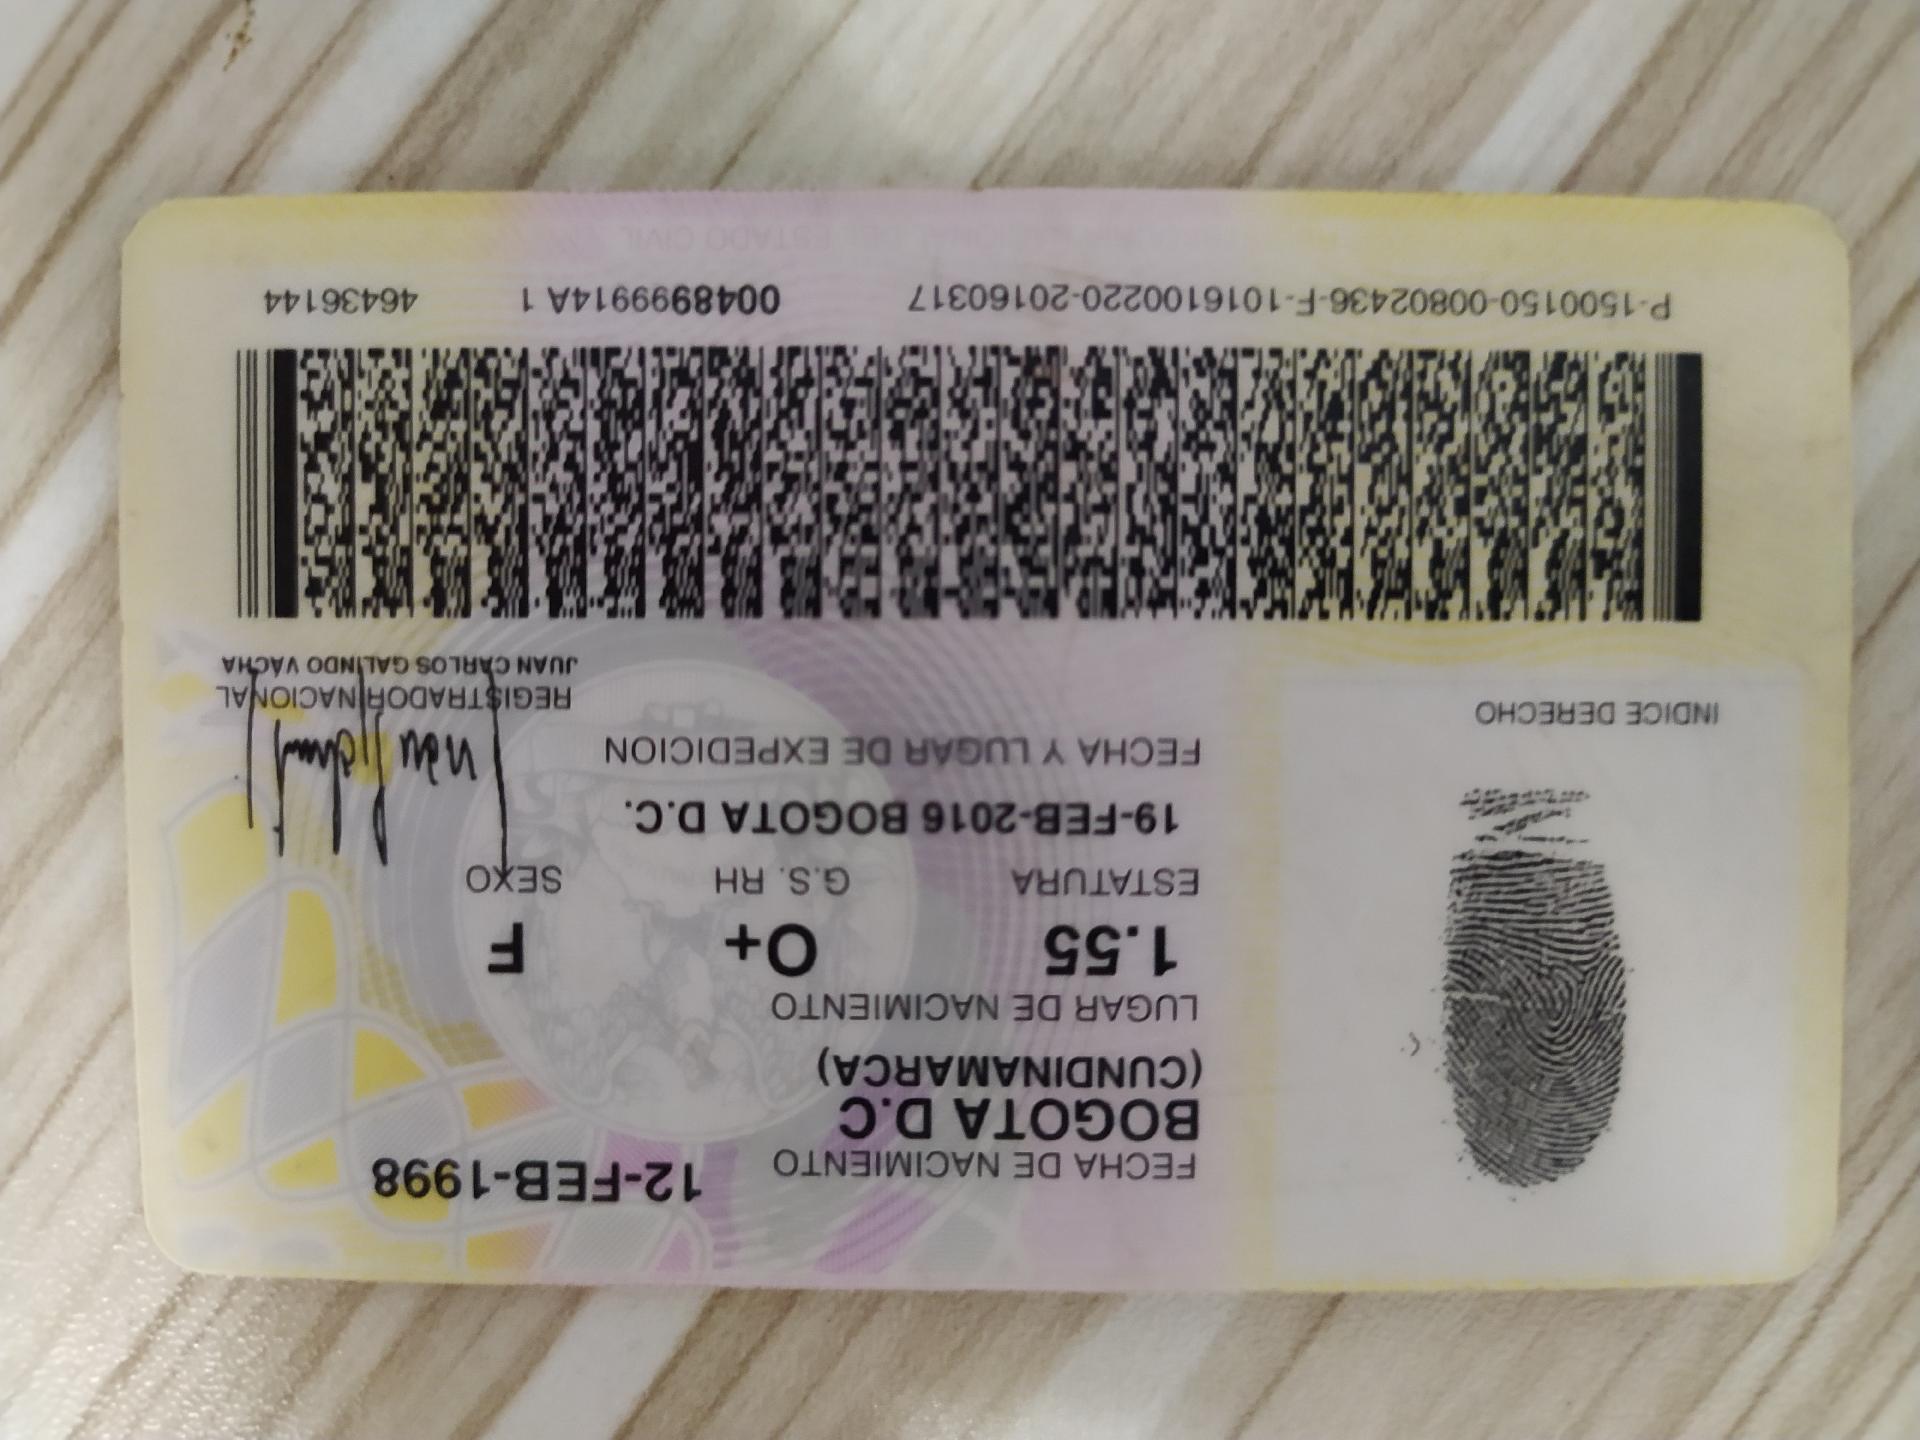 FECHA DE NACIMIENTO 12-FEB-1998
BOGOTA D.C
(CUNDINAMARCA)
LUGAR DE NACIMIENTO
1.55 O+ F
ESTATURA G.S. RH SEXO
19-FEB-2016 BOGOTA D.C.
FECHA Y LUGAR DE EXPEDICION
INDICE DERECHO
REGISTRADOR NACIONAL
JUAN CARLOS GALINDO VÁCHA
P-1500150-00802436-F-1016100220-20160317 0048999914A 1 46436144
DEL ESTADO CIVIL